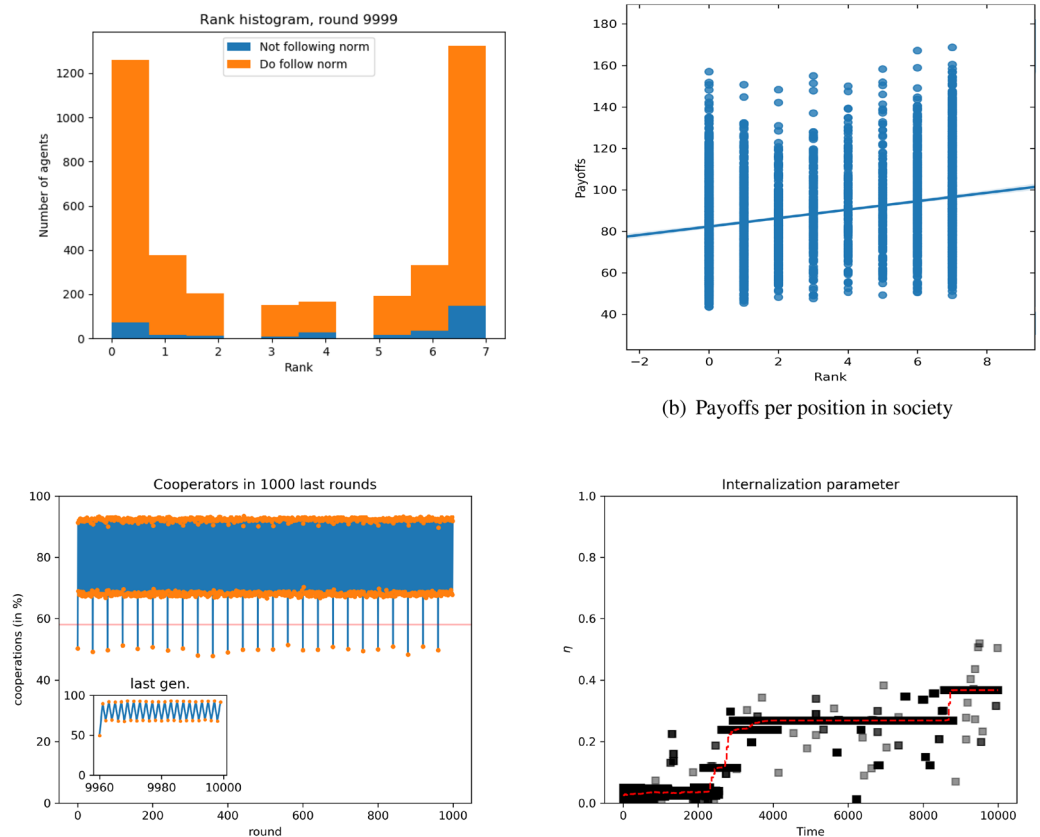 Rank histogram, round 9999
Not following norm
Do follow norm
Number of agents
1200
1000
800
600
400
200
0
0 1 2 3 4 5 6 7
Rank
Payoffs
180
160
140
120
100
80
60
40
−2 0 2 4 6 8
Rank
(b) Payoffs per position in society
Cooperators in 1000 last rounds
cooperations (in %)
100
80
60
40
20
0
last gen.
100
50
0
9960 9980 10000
0 200 400 600 800 1000
round
Internalization parameter
η
1.0
0.8
0.6
0.4
0.2
0.0
0 2000 4000 6000 8000 10000
Time